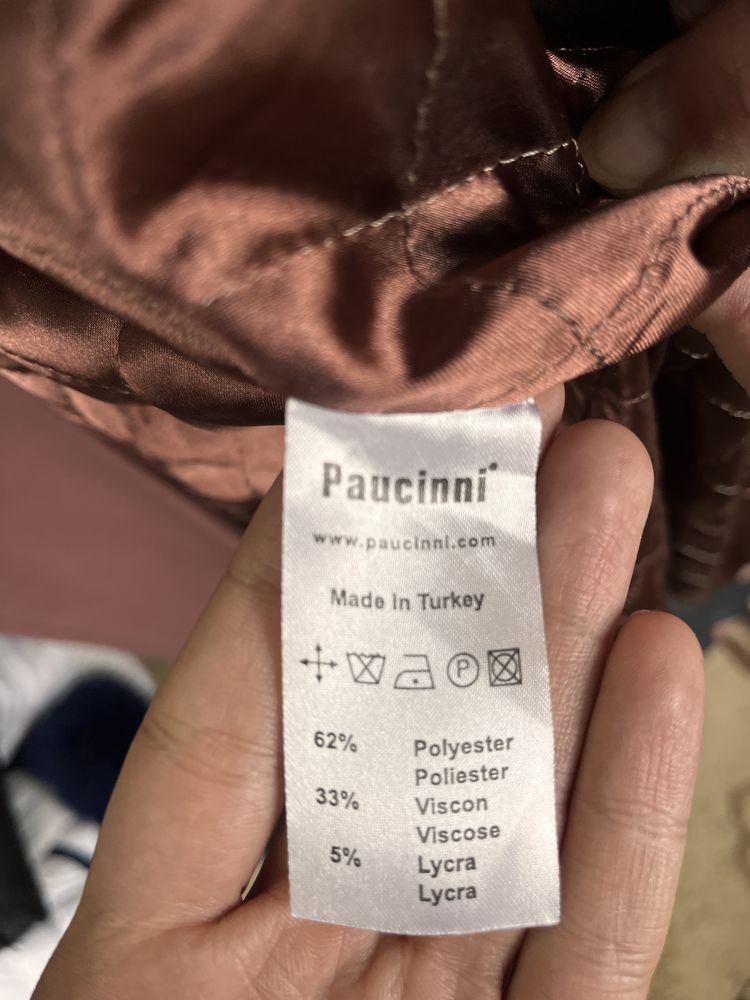 Paucinni
www.paucinni.com
Made In Turkey
P
62% Polyester
Poliester
33% Viscon
Viscose
5% Lycra
Lycra